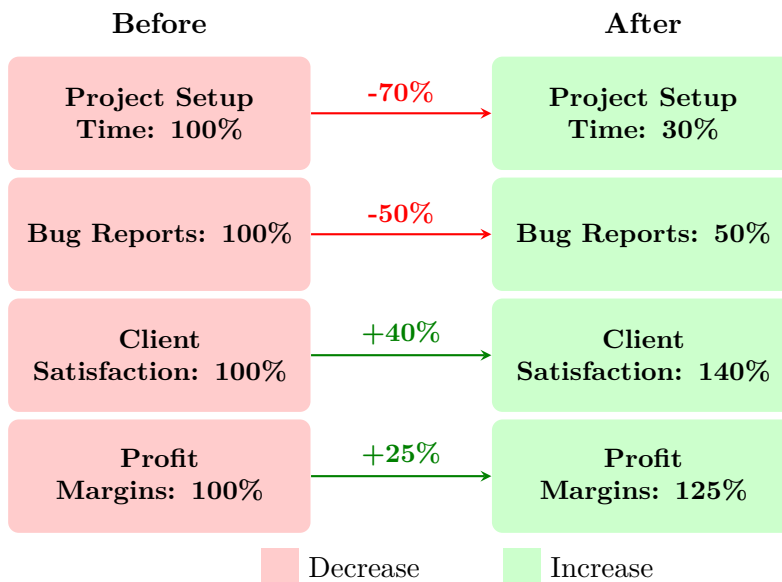 Before
After
Project Setup
Time: 100%
-70%
Project Setup
Time: 30%
Bug Reports: 100%
-50%
Bug Reports: 50%
Client
Satisfaction: 100%
+40%
Client
Satisfaction: 140%
Profit
Margins: 100%
+25%
Profit
Margins: 125%
Decrease
Increase